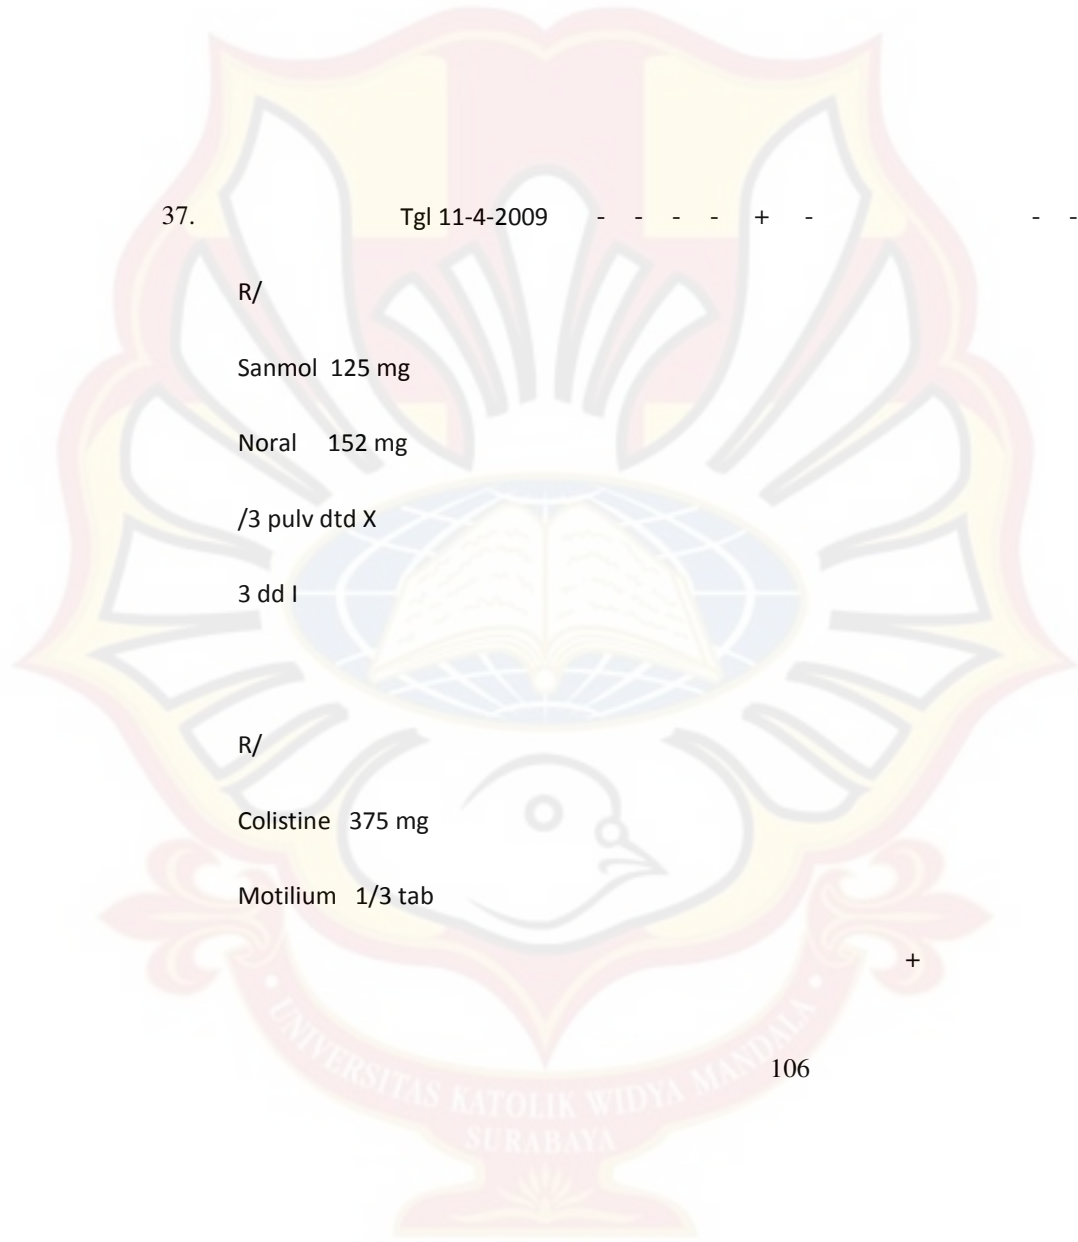 37. Tgl 11-4-2009 - - - - + - - -
R/
Sanmol 125 mg
Noral 152 mg
/3 pulv dtd X
3 dd I
R/
Colistine 375 mg
Motilium 1/3 tab
+
106
UNIVERSITAS KATOLIK WIDYA MANDALA
SURABAYA